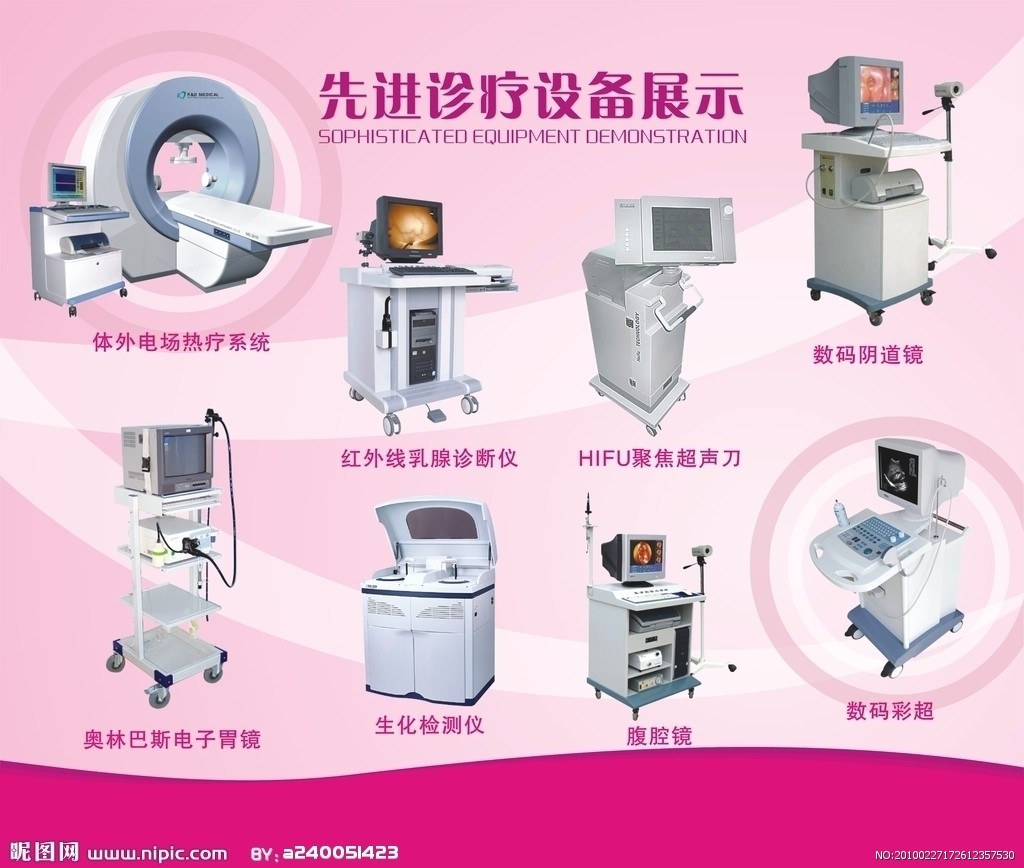 先进诊疗设备展示
SOPHISTICATED EQUIPMENT DEMONSTRATION
体外电场热疗系统
红外线乳腺诊断仪
HIFU聚焦超声刀
数码阴道镜
奥林巴斯电子胃镜
生化检测仪
腹腔镜
数码彩超
昵图网 www.nipic.com BY:a240051423
NO:20100227172612357530